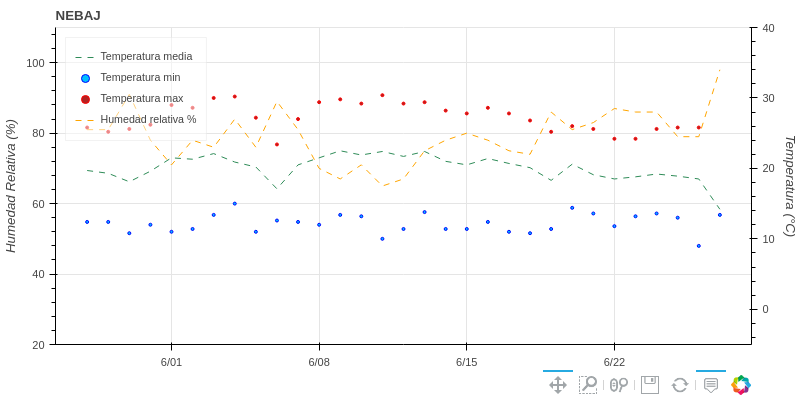 NEBAJ
Temperatura media
Temperatura min
Temperatura max
Humedad relativa %
Humedad Relativa (%)
100
80
60
40
20
40
30
20
10
0
Temperatura (°C)
6/01
6/08
6/15
6/22